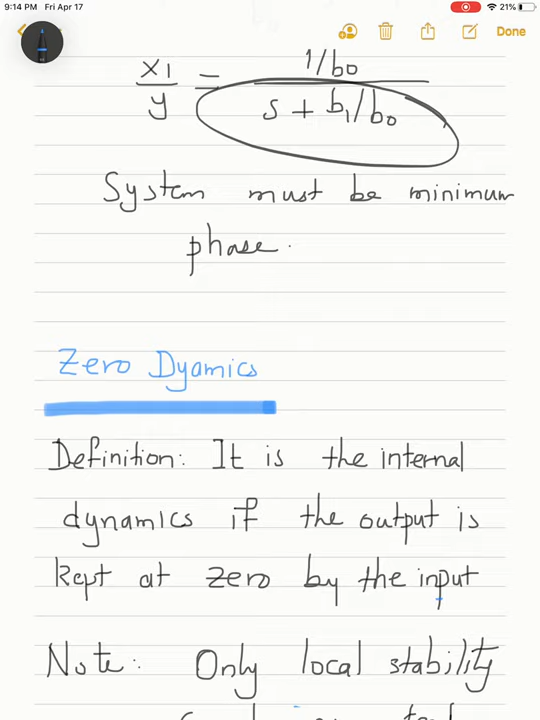 9:14 PM Fri Apr 17 21%
Done
x1/y = (1/b0)/(s + b1/b0)
System must be minimum
phase.
Zero Dyamics
Definition: It is the internal
dynamics if the output is
kept at zero by the input
Note: Only local stability